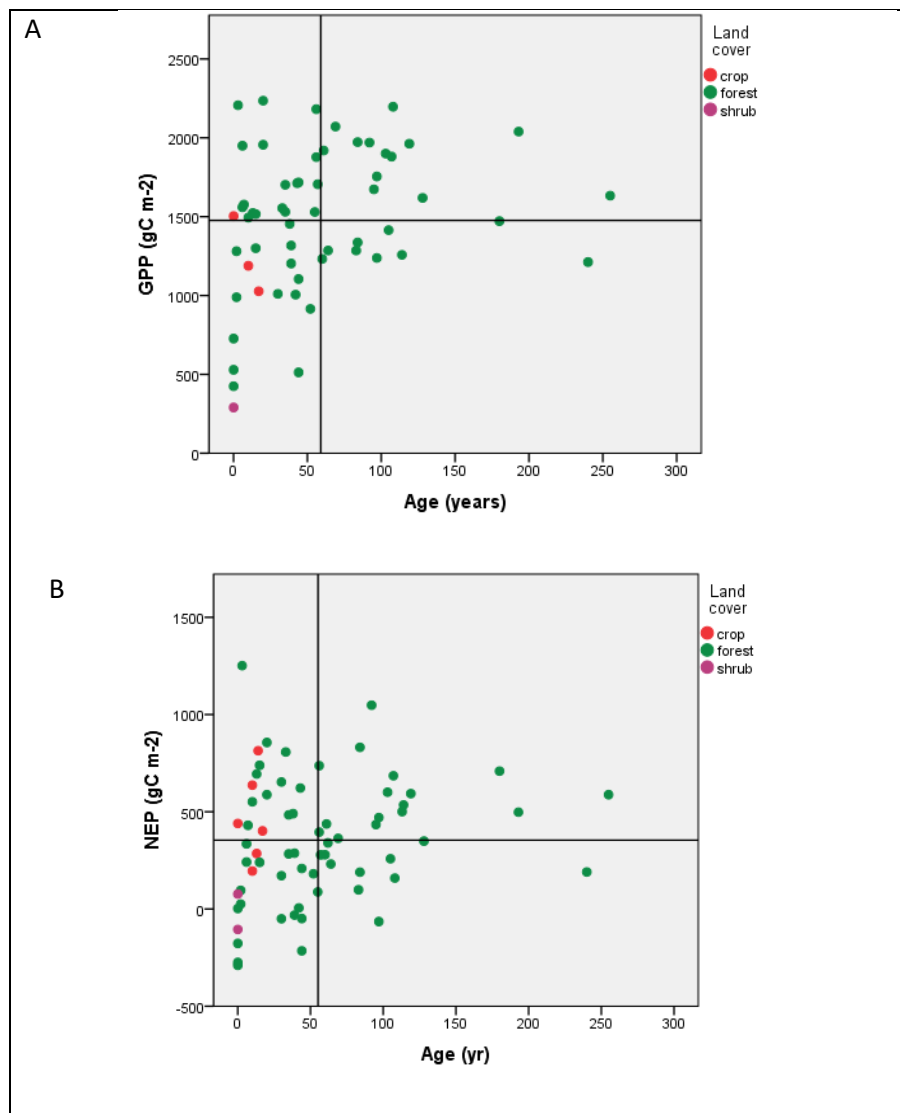 A
Land
cover
crop
forest
shrub
2500
2000
1500
1000
500
0
GPP (gC m-2)
0 50 100 150 200 250 300
Age (years)
B
Land
cover
crop
forest
shrub
1500
1000
500
0
-500
NEP (gC m-2)
0 50 100 150 200 250 300
Age (yr)